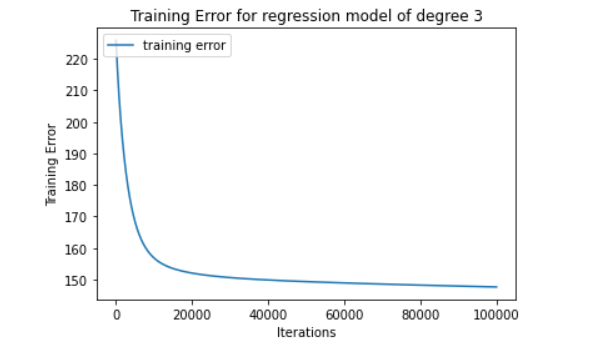 Training Error for regression model of degree 3
training error
Training Error
220
210
200
190
180
170
160
150
0 20000 40000 60000 80000 100000
Iterations